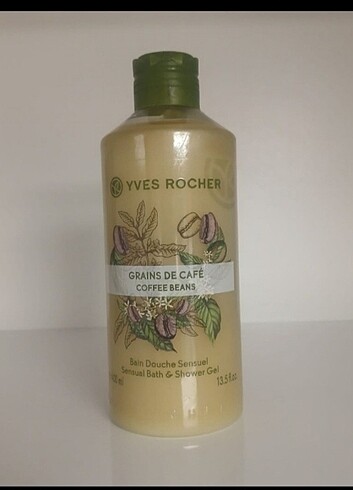 YVES ROCHER
GRAINS DE CAFÉ
COFFEE BEANS
Bain Douche Sensuel
Sensual Bath & Shower Gel
13.5 fl.oz.